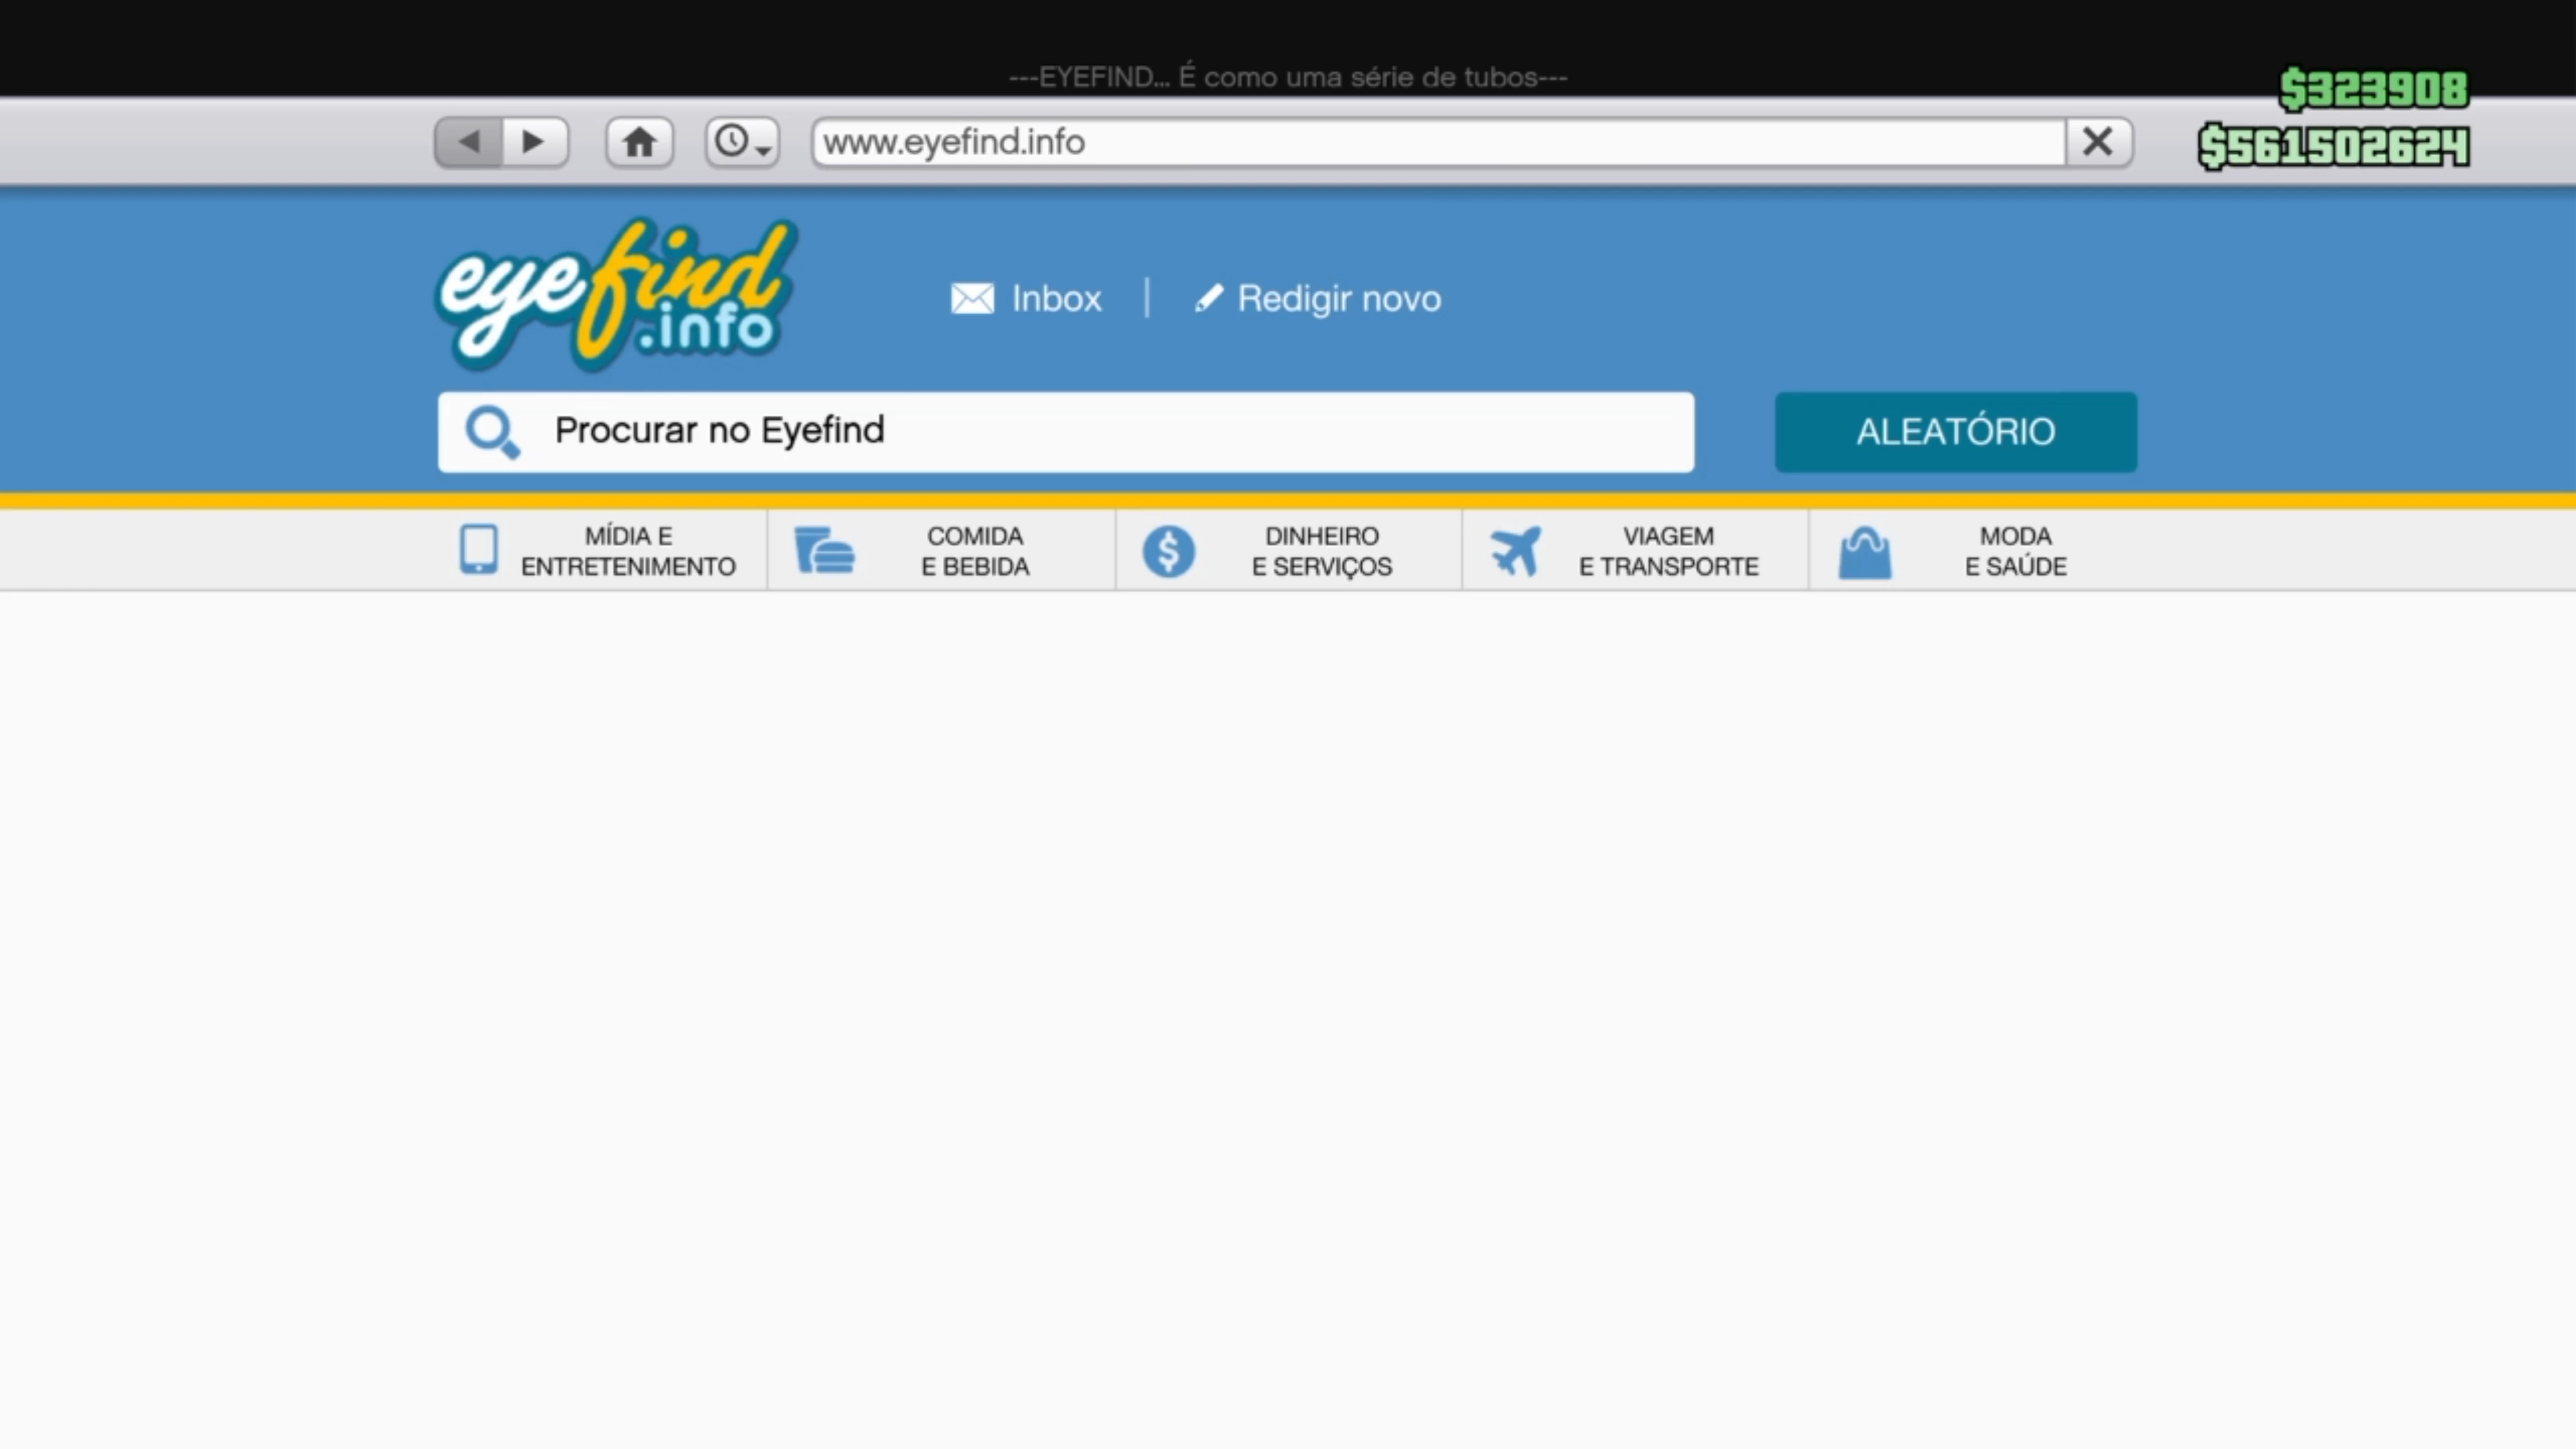 ---EYEFIND... É como uma série de tubos---
$323908
www.eyefind.info
$561502624
eyefind
.info
Inbox | Redigir novo
Procurar no Eyefind
ALEATÓRIO
MÍDIA E
ENTRETENIMENTO
COMIDA
E BEBIDA
DINHEIRO
E SERVIÇOS
VIAGEM
E TRANSPORTE
MODA
E SAÚDE